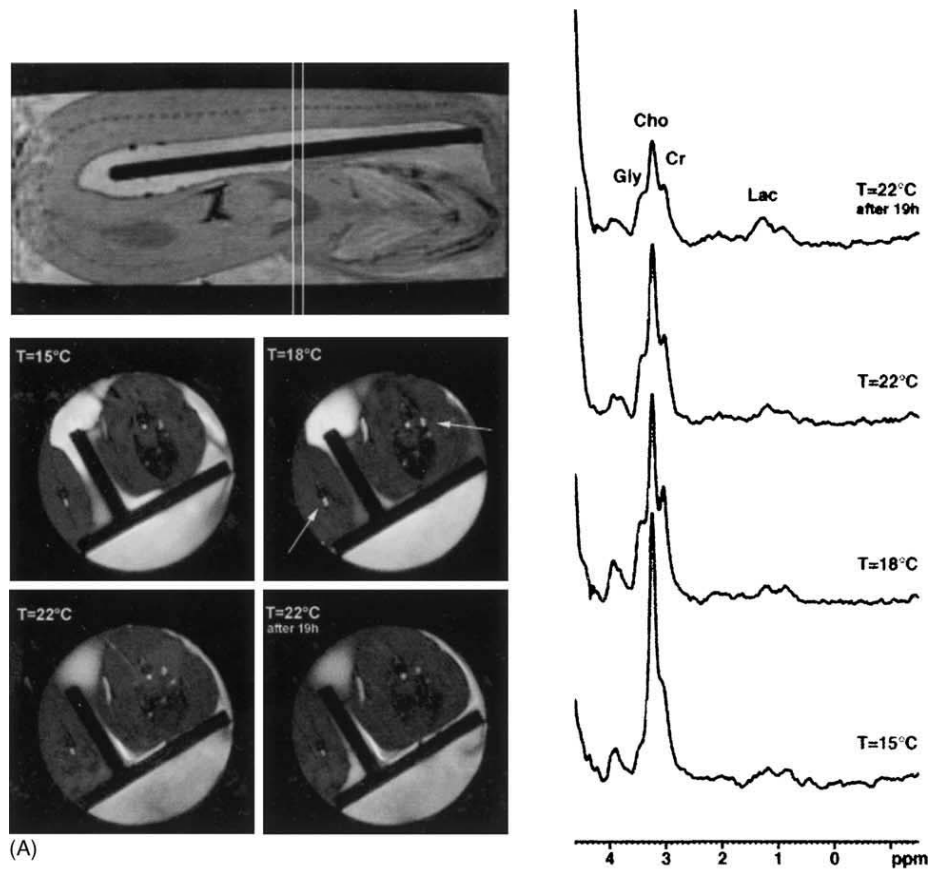 T=15°C
T=18°C
T=22°C
T=22°C
after 19h
(A)
Cho
Gly
Cr
Lac
T=22°C
after 19h
T=22°C
T=18°C
T=15°C
4 3 2 1 0 ppm